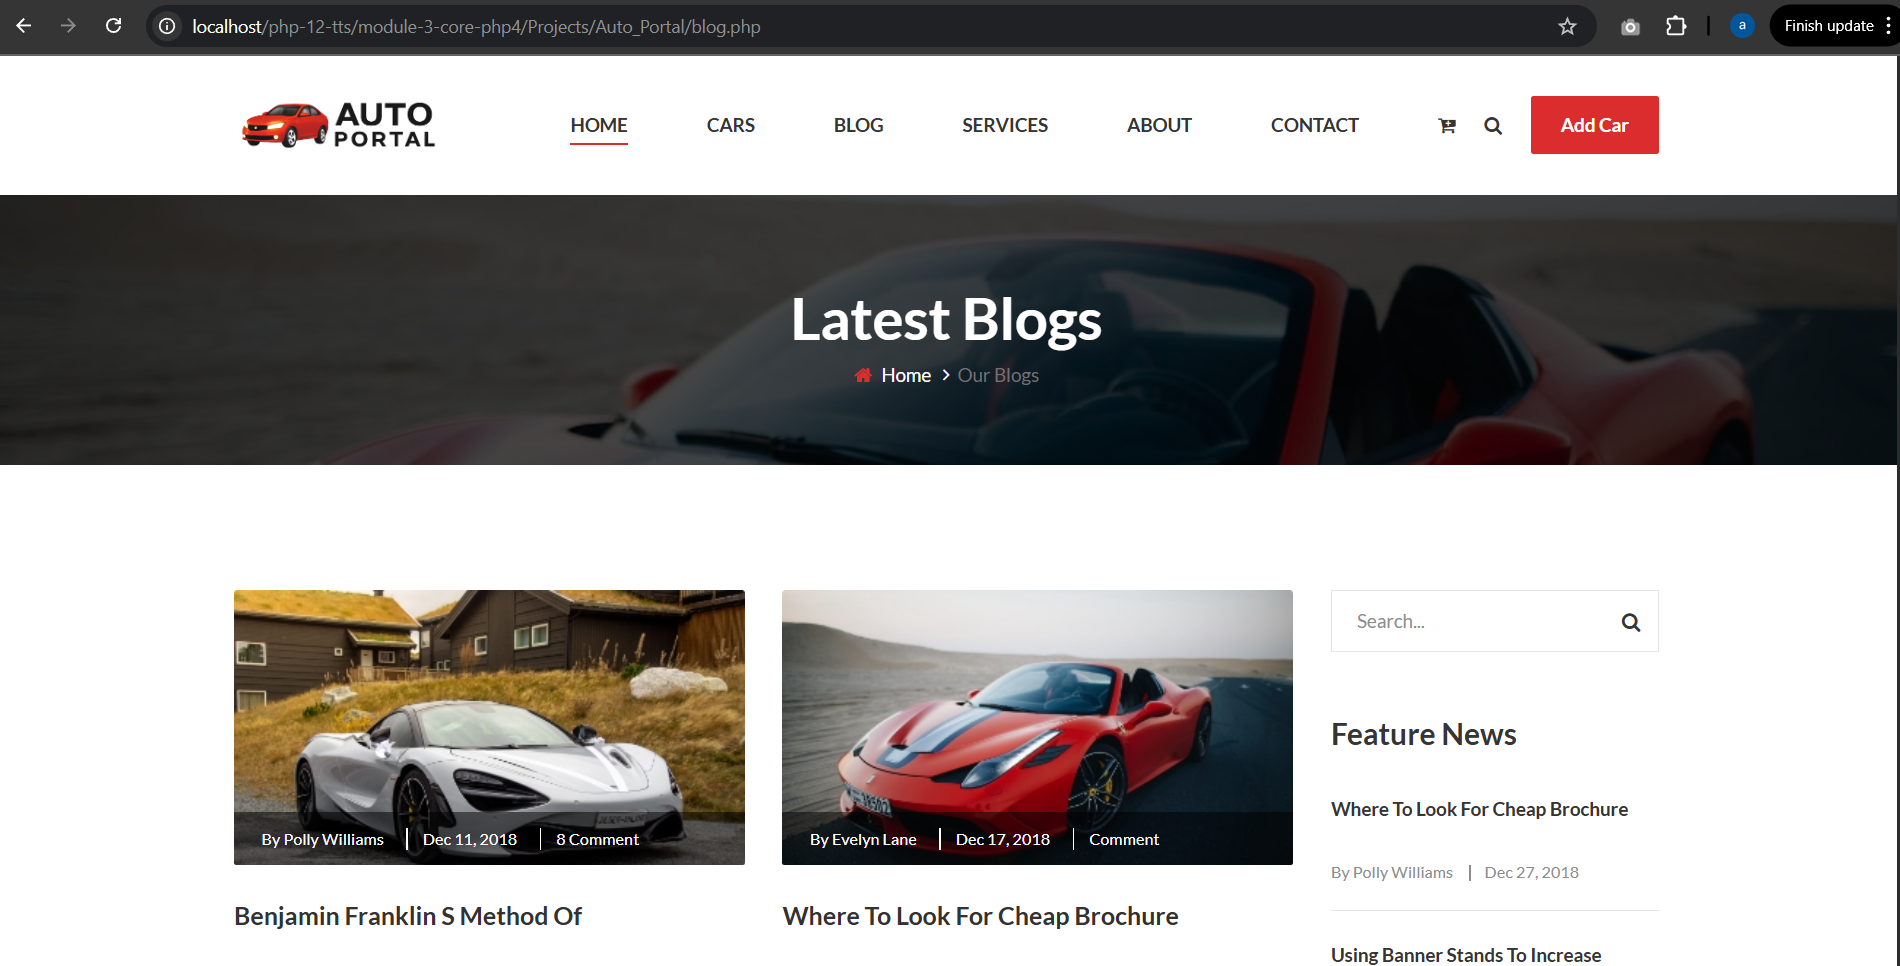 localhost/php-12-tts/module-3-core-php4/Projects/Auto_Portal/blog.php
a
Finish update
AUTO
PORTAL
HOME
CARS
BLOG
SERVICES
ABOUT
CONTACT
Add Car
Latest Blogs
Home
Our Blogs
By Polly Williams
Dec 11, 2018
8 Comment
Benjamin Franklin S Method Of
By Evelyn Lane
Dec 17, 2018
Comment
Where To Look For Cheap Brochure
Search...
Feature News
Where To Look For Cheap Brochure
By Polly Williams
Dec 27, 2018
Using Banner Stands To Increase